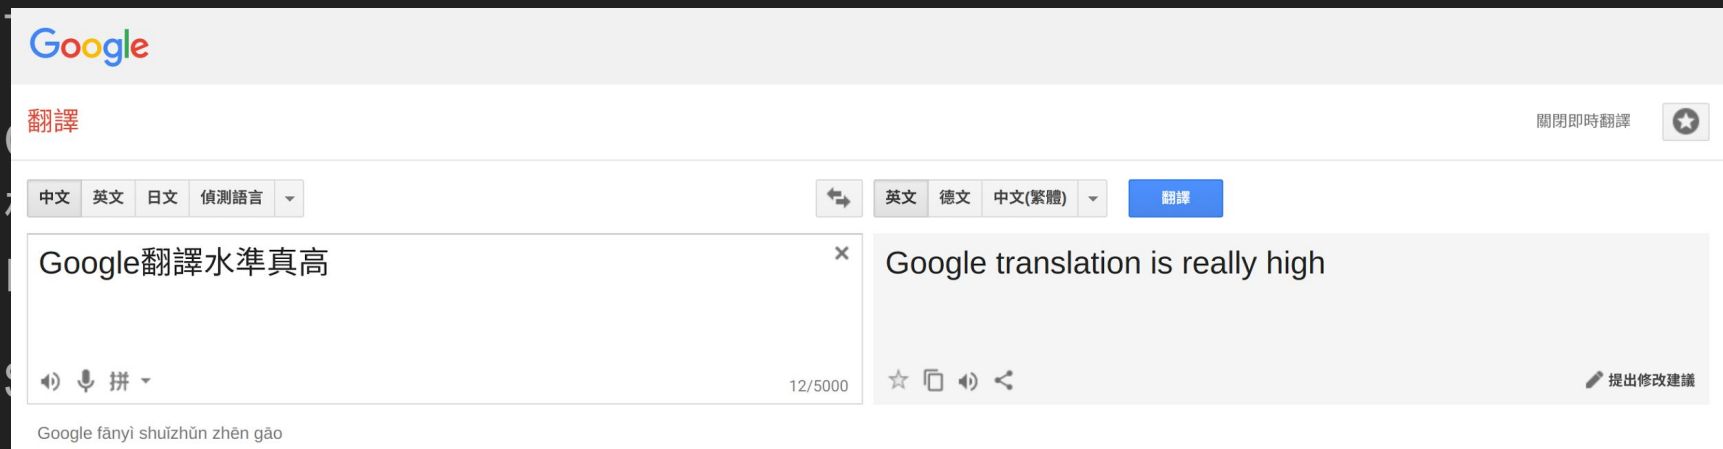 Google
翻譯
關閉即時翻譯
中文 英文 日文 偵測語言
英文 德文 中文(繁體) 翻譯
Google翻譯水準真高
Google translation is really high
拼
12/5000
提出修改建議
Google fānyì shuǐzhǔn zhēn gāo